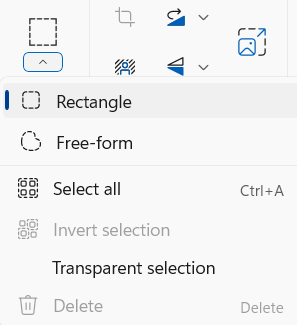 Rectangle
Free-form
Select all Ctrl+A
Invert selection
Transparent selection
Delete Delete